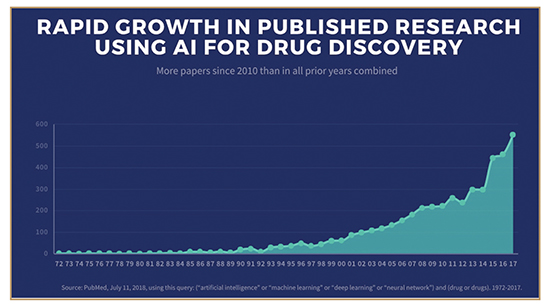 RAPID GROWTH IN PUBLISHED RESEARCH
USING AI FOR DRUG DISCOVERY
More papers since 2010 than in all prior years combined
600
500
400
300
200
100
0
72 73 74 75 76 77 78 79 80 81 82 83 84 85 86 87 88 89 90 91 92 93 94 95 96 97 98 99 00 01 02 03 04 05 06 07 08 09 10 11 12 13 14 15 16 17
Source: PubMed, July 11, 2018, using this query: ("artificial intelligence" or "machine learning" or "deep learning" or "neural network") and (drug or drugs). 1972-2017.